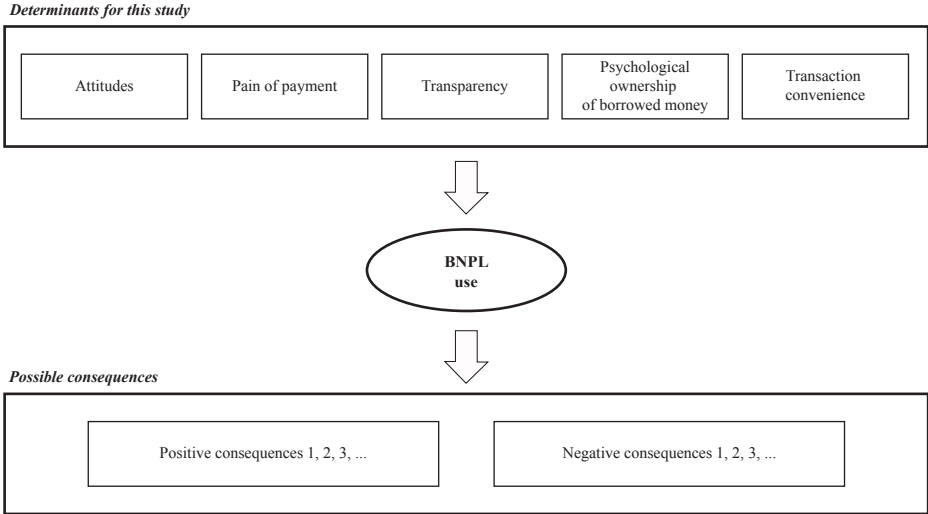 Determinants for this study
Attitudes
Pain of payment
Transparency
Psychological
ownership
of borrowed money
Transaction
convenience
BNPL
use
Possible consequences
Positive consequences 1, 2, 3, ...
Negative consequences 1, 2, 3, ...